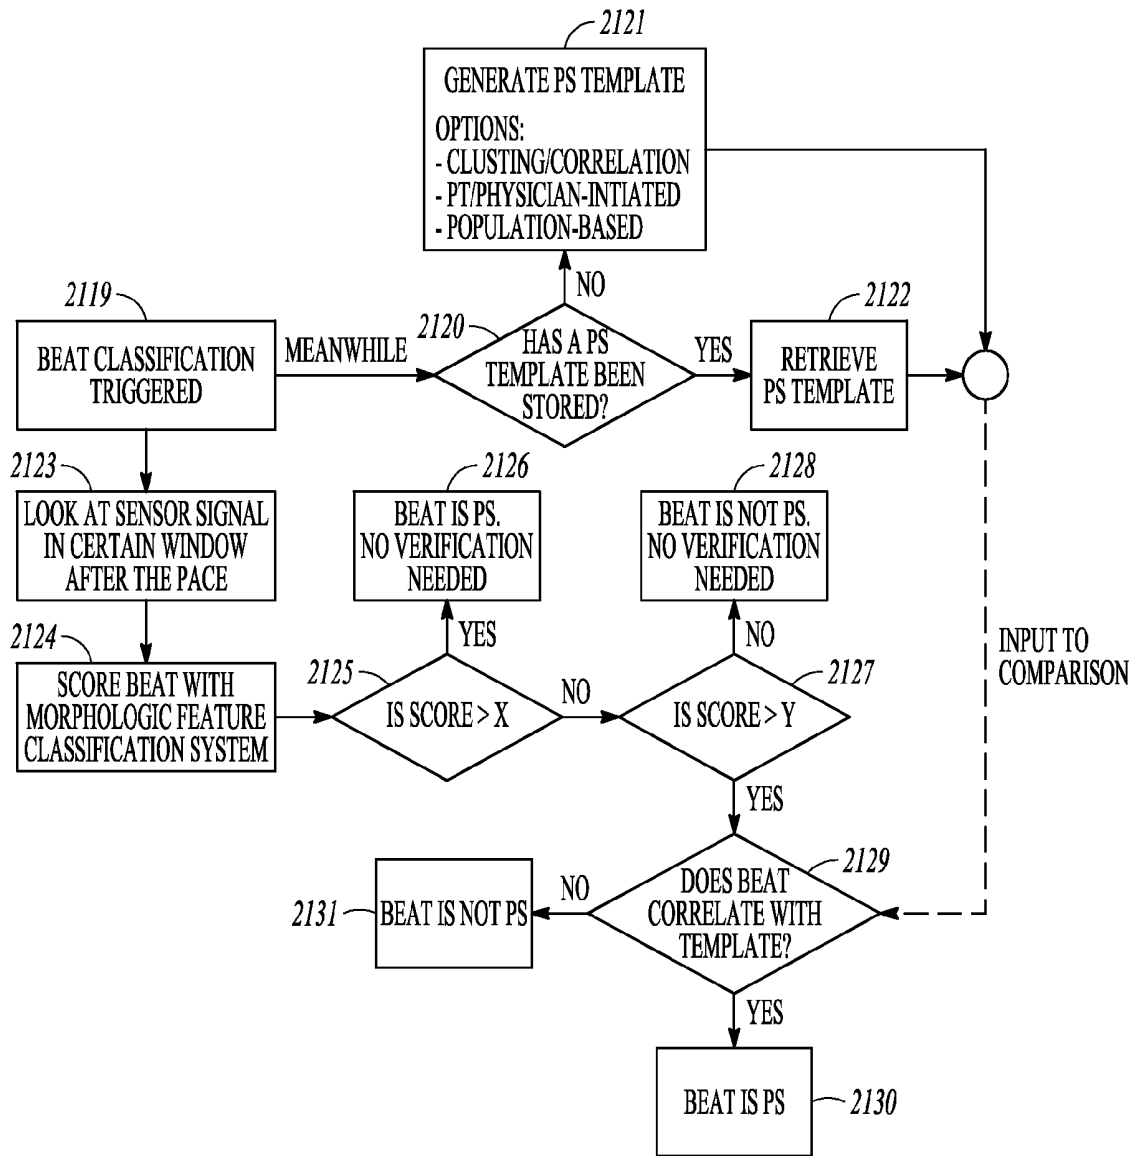 2121
GENERATE PS TEMPLATE
OPTIONS:
- CLUSTING/CORRELATION
- PT/PHYSICIAN-INTIATED
- POPULATION-BASED
NO
2119
BEAT CLASSIFICATION
TRIGGERED
MEANWHILE
2120
HAS A PS
TEMPLATE BEEN
STORED?
YES
2122
RETRIEVE
PS TEMPLATE
2123
LOOK AT SENSOR SIGNAL
IN CERTAIN WINDOW
AFTER THE PACE
2126
BEAT IS PS.
NO VERIFICATION
NEEDED
2128
BEAT IS NOT PS.
NO VERIFICATION
NEEDED
INPUT TO
COMPARISON
2124
SCORE BEAT WITH
MORPHOLOGIC FEATURE
CLASSIFICATION SYSTEM
YES
2125
IS SCORE > X
NO
NO
2127
IS SCORE > Y
YES
2129
DOES BEAT
CORRELATE WITH
TEMPLATE?
NO
2131
BEAT IS NOT PS
YES
BEAT IS PS
2130